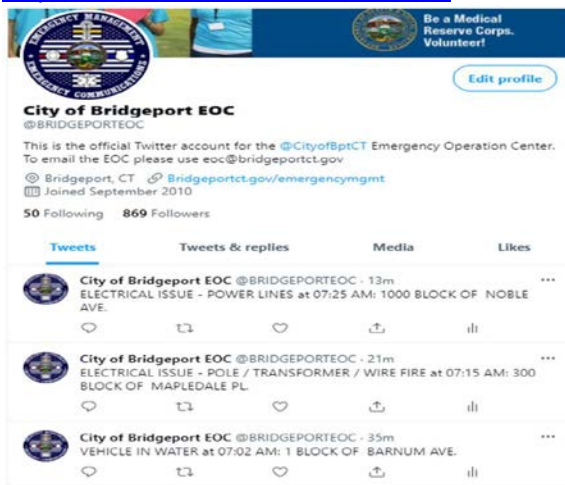 EMERGENCY MANAGEMENT
EMERGENCY COMMUNICATIONS
Be a Medical
Reserve Corps.
Volunteer!
Edit profile
City of Bridgeport EOC
@BRIDGEPORTEOC
This is the official Twitter account for the @CityofBptCT Emergency Operation Center.
To email the EOC please use eoc@bridgeportct.gov
Bridgeport, CT Bridgeportct.gov/emergencymgmt
Joined September 2010
50 Following 869 Followers
Tweets Tweets & replies Media Likes
City of Bridgeport EOC @BRIDGEPORTEOC · 13m
ELECTRICAL ISSUE - POWER LINES at 07:25 AM: 1000 BLOCK OF NOBLE
AVE.
City of Bridgeport EOC @BRIDGEPORTEOC · 21m
ELECTRICAL ISSUE - POLE / TRANSFORMER / WIRE FIRE at 07:15 AM: 300
BLOCK OF MAPLEDALE PL.
City of Bridgeport EOC @BRIDGEPORTEOC · 35m
VEHICLE IN WATER at 07:02 AM: 1 BLOCK OF BARNUM AVE.